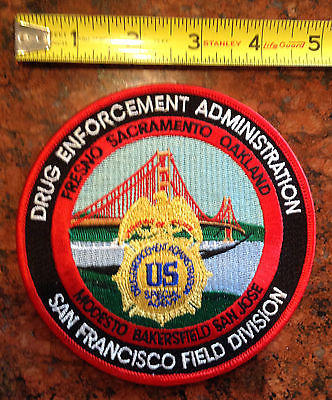 1 2 3 STANLEY LifeGuard 4 5
DRUG ENFORCEMENT ADMINISTRATION
FRESNO SACRAMENTO OAKLAND
US
SPECIAL
MODESTO BAKERSFIELD SAN JOSE
SAN FRANCISCO FIELD DIVISION